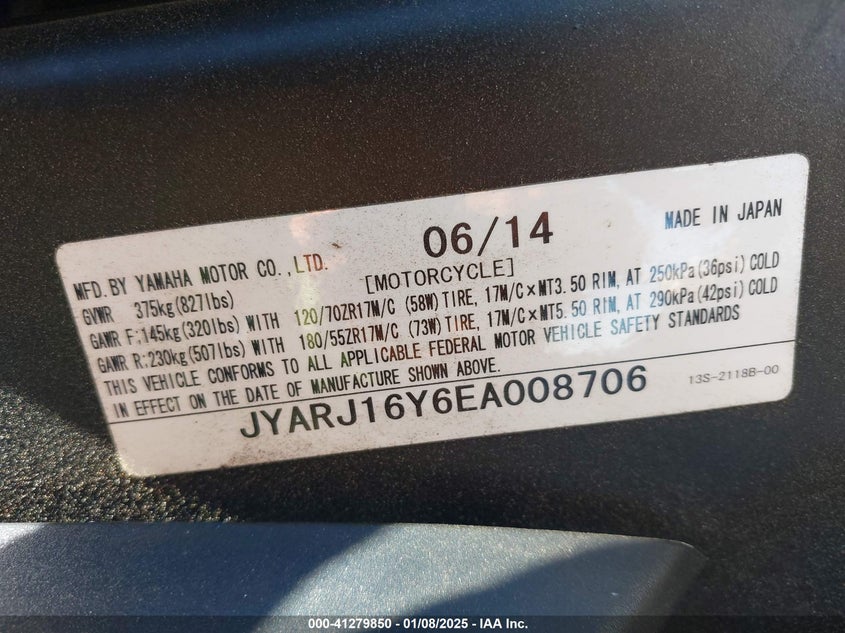 06/14
MADE IN JAPAN
MFD.BY YAMAHA MOTOR CO.,LTD.
[MOTORCYCLE]
GVWR 375kg(827lbs)
GAWR F:145kg(320lbs) WITH 120/70ZR17M/C (58W)TIRE, 17M/C×MT3.50 RIM, AT 250kPa(36psi)COLD
GAWR R:230kg(507lbs) WITH 180/55ZR17M/C (73W)TIRE, 17M/C×MT5.50 RIM, AT 290kPa(42psi)COLD
THIS VEHICLE CONFORMS TO ALL APPLICABLE FEDERAL MOTOR VEHICLE SAFETY STANDARDS
IN EFFECT ON THE DATE OF MANUFACTURE SHOWN ABOVE.
JYARJ16Y6EA008706
13S-2118B-00
000-41279850 - 01/08/2025 - IAA Inc.